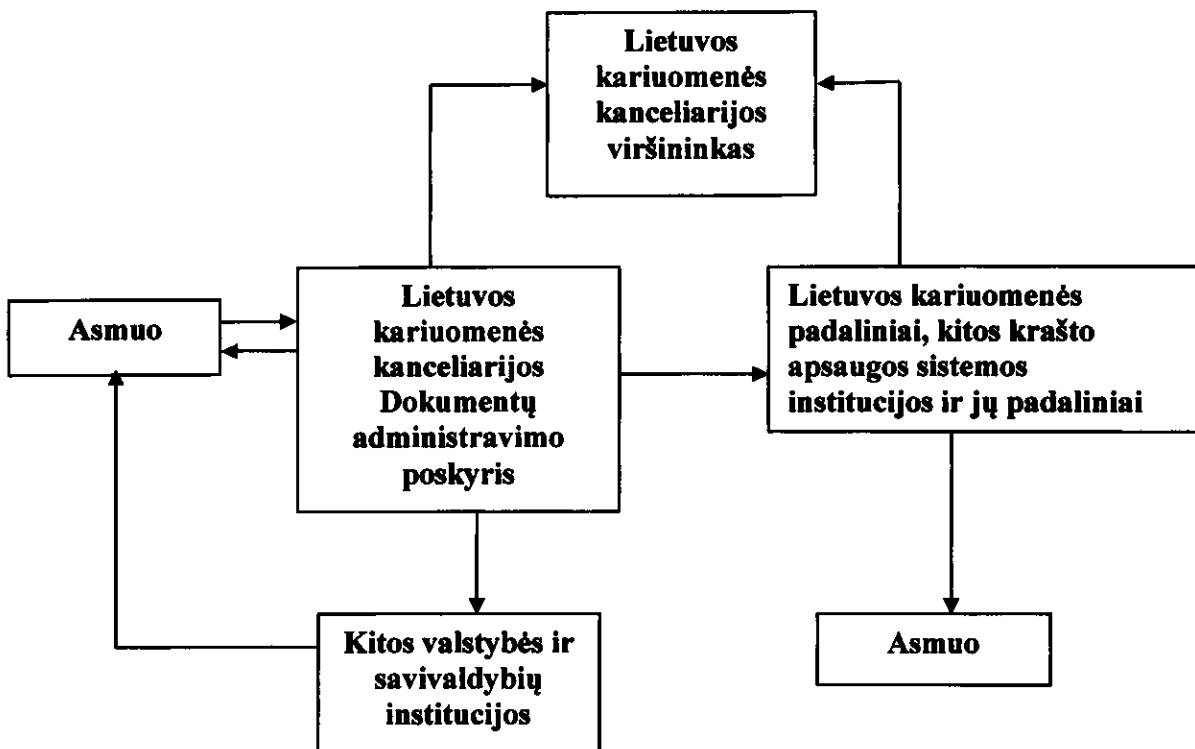 Lietuvos
kariuomenės
kanceliarijos
viršininkas
Asmuo
Lietuvos
kariuomenės
kanceliarijos
Dokumentų
administravimo
poskyris
Lietuvos kariuomenės
padaliniai, kitos krašto
apsaugos sistemos
institucijos ir jų padaliniai
Kitos valstybės ir
savivaldybių
institucijos
Asmuo